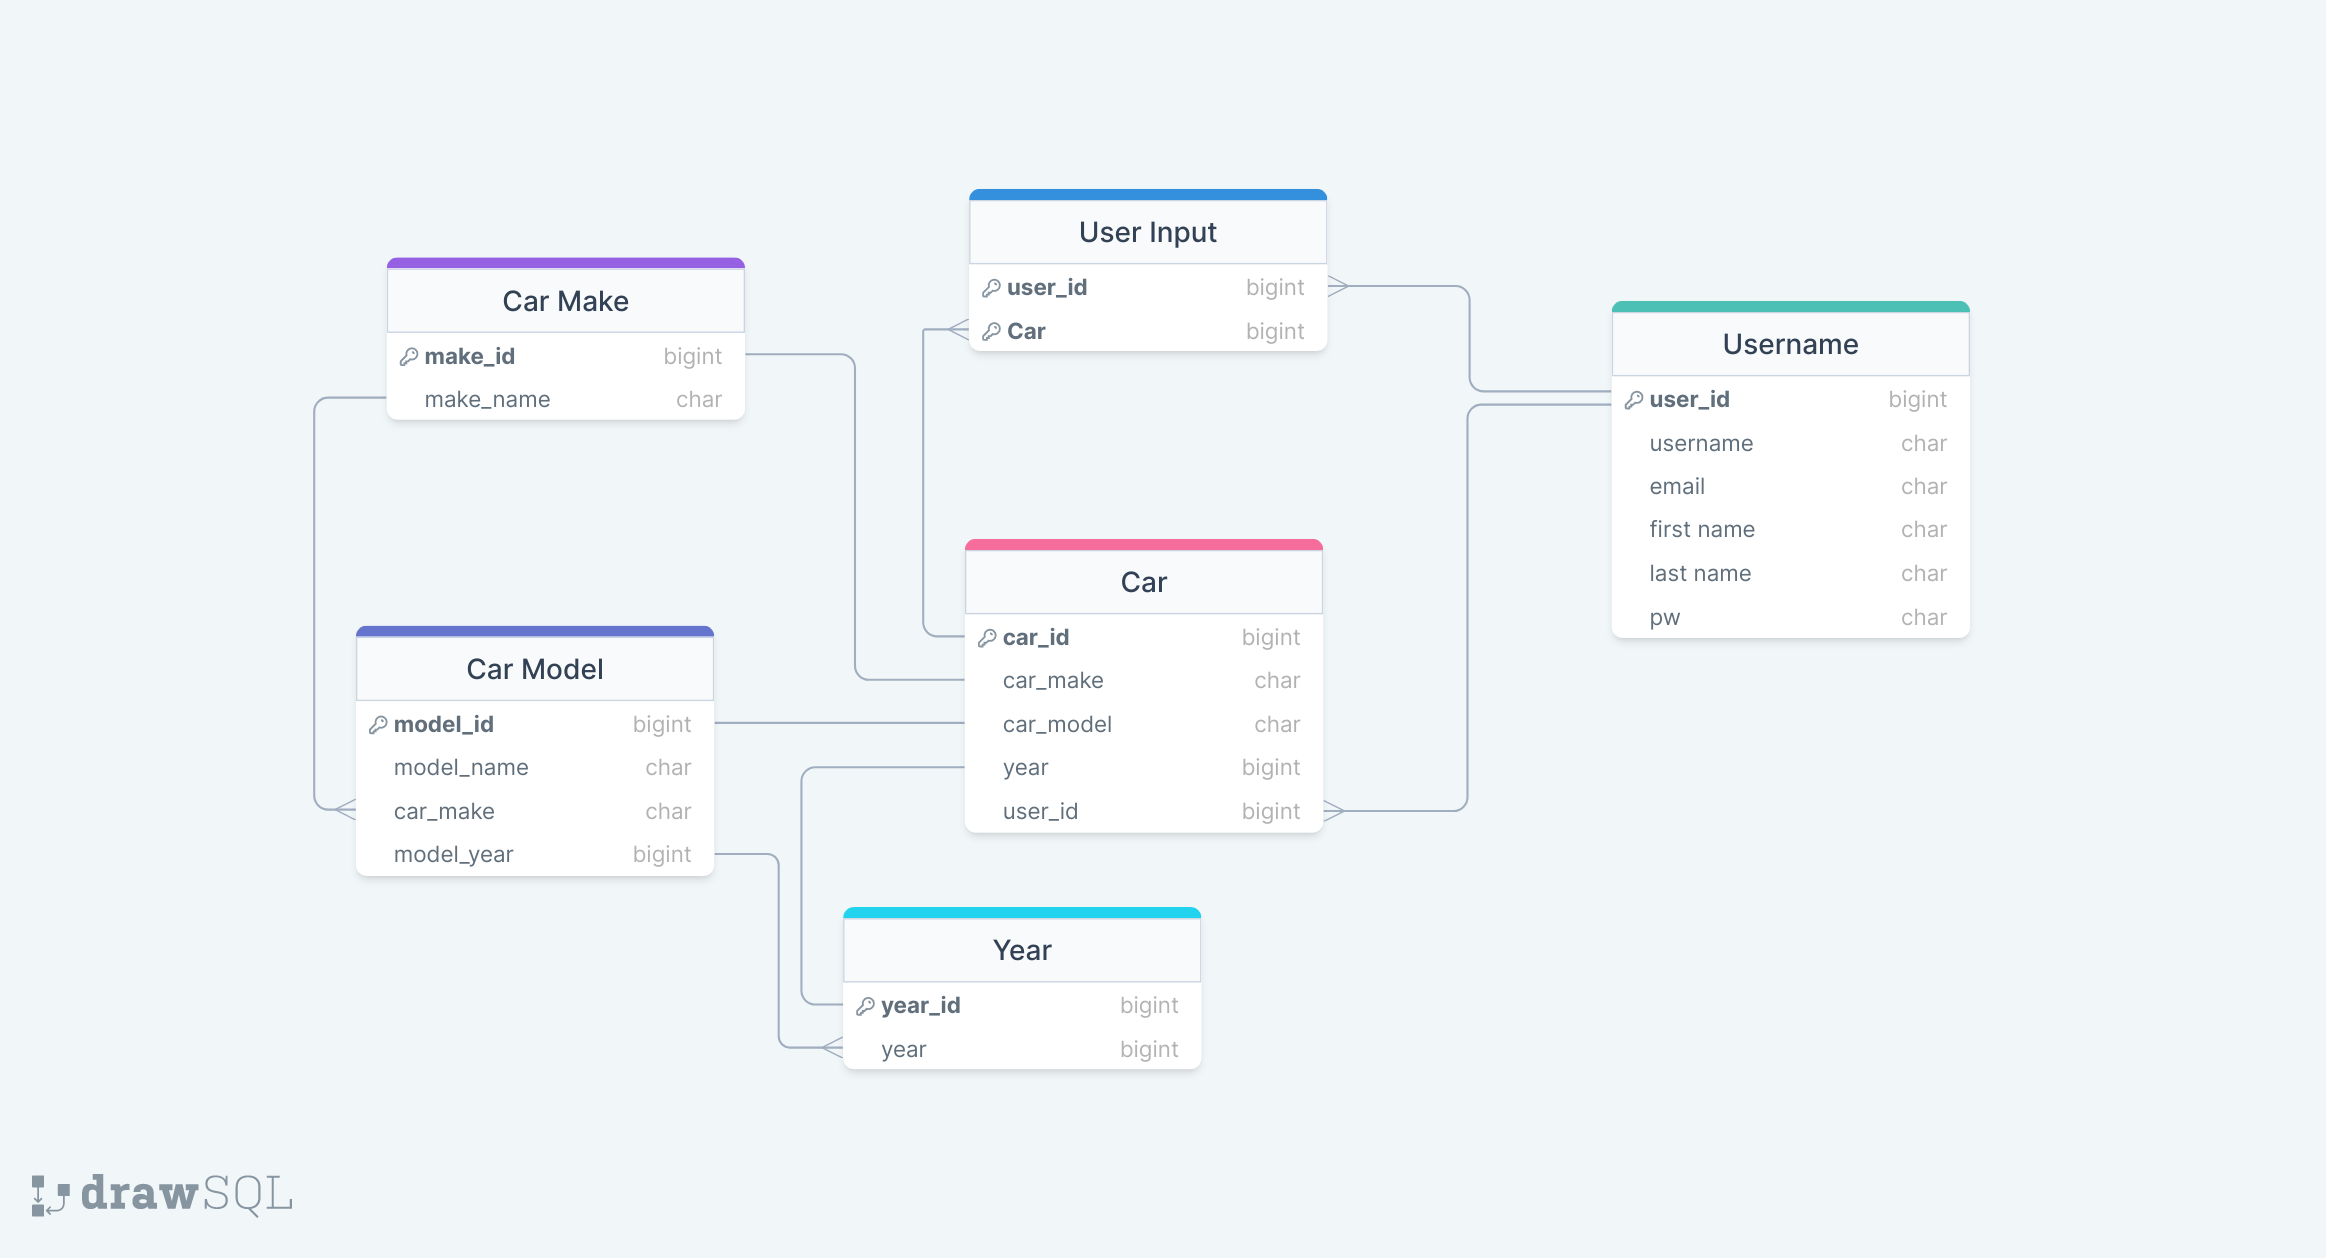 User Input
user_id bigint
Car bigint
Car Make
make_id bigint
make_name char
Username
user_id bigint
username char
email char
first name char
last name char
pw char
Car
car_id bigint
car_make char
car_model char
year bigint
user_id bigint
Car Model
model_id bigint
model_name char
car_make char
model_year bigint
Year
year_id bigint
year bigint
drawSQL